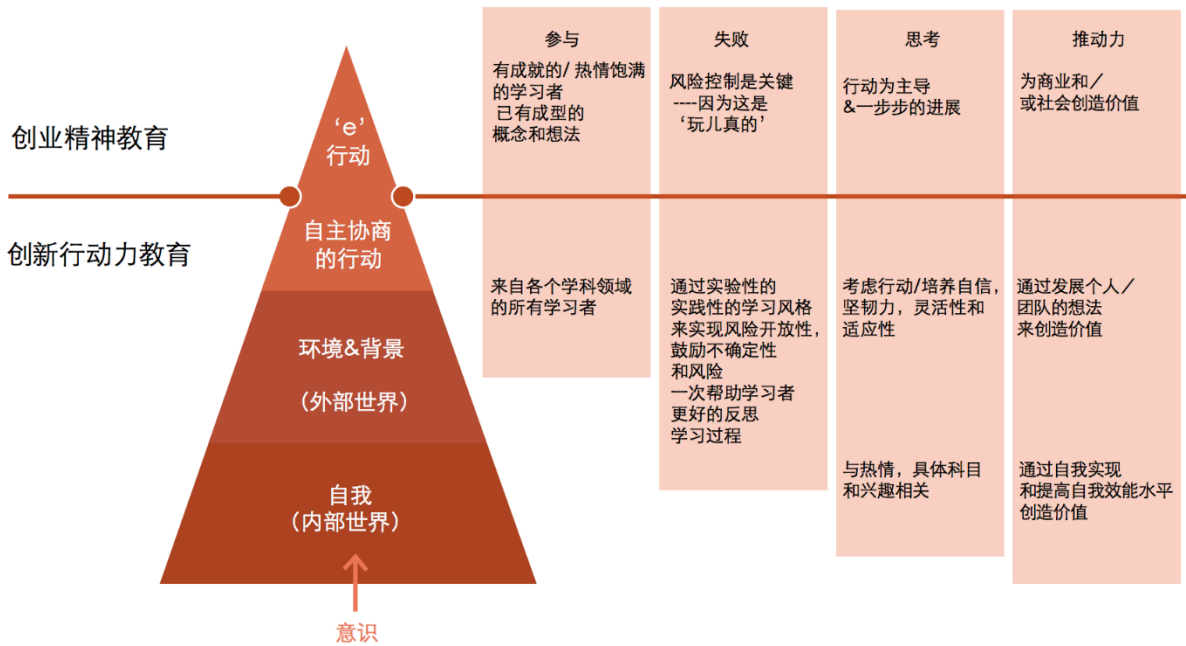 创业精神教育
创新行动力教育
‘e’
行动
自主协商
的行动
环境&背景
（外部世界）
自我
（内部世界）
意识
参与
有成就的/ 热情饱满
的学习者
已有成型的
概念和想法
来自各个学科领域
的所有学习者
失败
风险控制是关键
----因为这是
‘玩儿真的’
通过实验性的
实践性的学习风格
来实现风险开放性，
鼓励不确定性
和风险
一次帮助学习者
更好的反思
学习过程
思考
行动为主导
&一步步的进展
考虑行动/培养自信，
坚韧力，灵活性和
适应性
与热情，具体科目
和兴趣相关
推动力
为商业和／
或社会创造价值
通过发展个人／
团队的想法
来创造价值
通过自我实现
和提高自我效能水平
创造价值